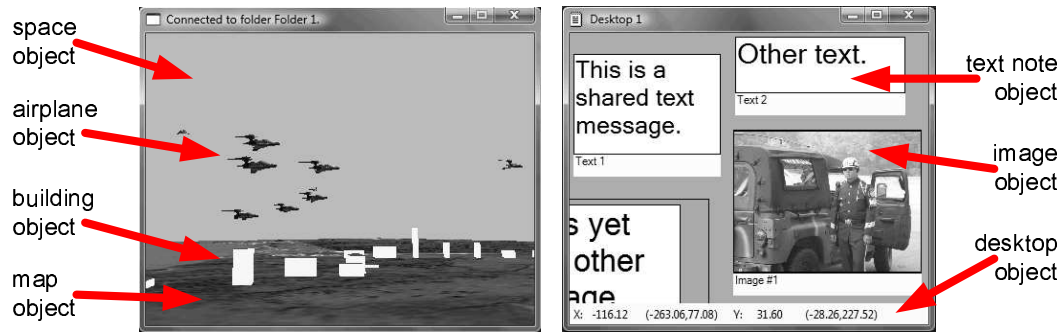 space
object
airplane
object
building
object
map
object
Connected to folder Folder 1.
Desktop 1
This is a
shared text
message.
Text 1
Other text.
Text 2
s yet
other
age
Image #1
X: -116.12 (-263.06,77.08) Y: 31.60 (-28.26,227.52)
text note
object
image
object
desktop
object